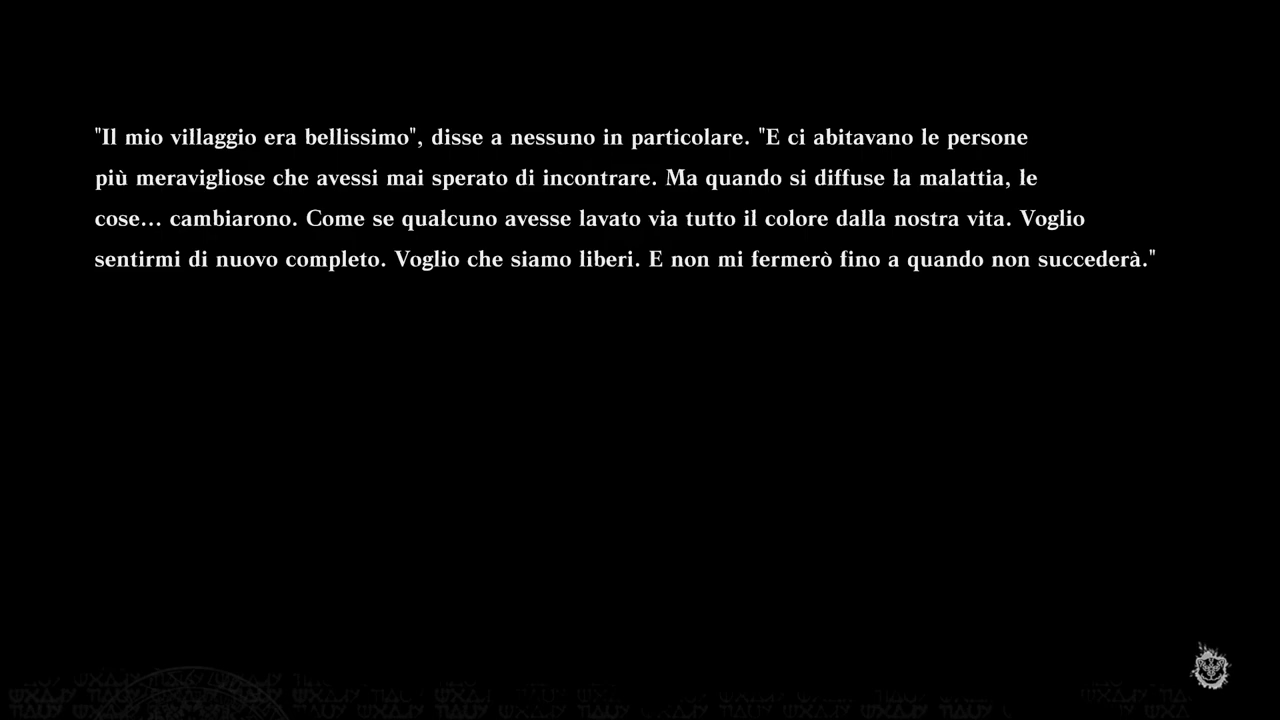 "Il mio villaggio era bellissimo", disse a nessuno in particolare. "E ci abitavano le persone
più meravigliose che avessi mai sperato di incontrare. Ma quando si diffuse la malattia, le
cose... cambiarono. Come se qualcuno avesse lavato via tutto il colore dalla nostra vita. Voglio
sentirmi di nuovo completo. Voglio che siamo liberi. E non mi fermerò fino a quando non succederà."